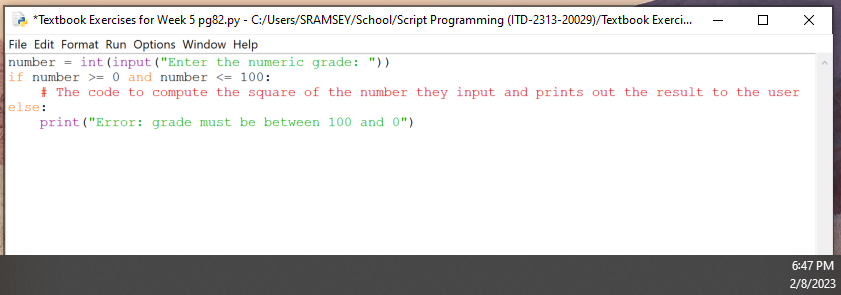 *Textbook Exercises for Week 5 pg82.py - C:/Users/SRAMSEY/School/Script Programming (ITD-2313-20029)/Textbook Exerci...
File Edit Format Run Options Window Help
number = int(input("Enter the numeric grade: "))
if number >= 0 and number <= 100:
    # The code to compute the square of the number they input and prints out the result to the user
else:
    print("Error: grade must be between 100 and 0")
6:47 PM
2/8/2023